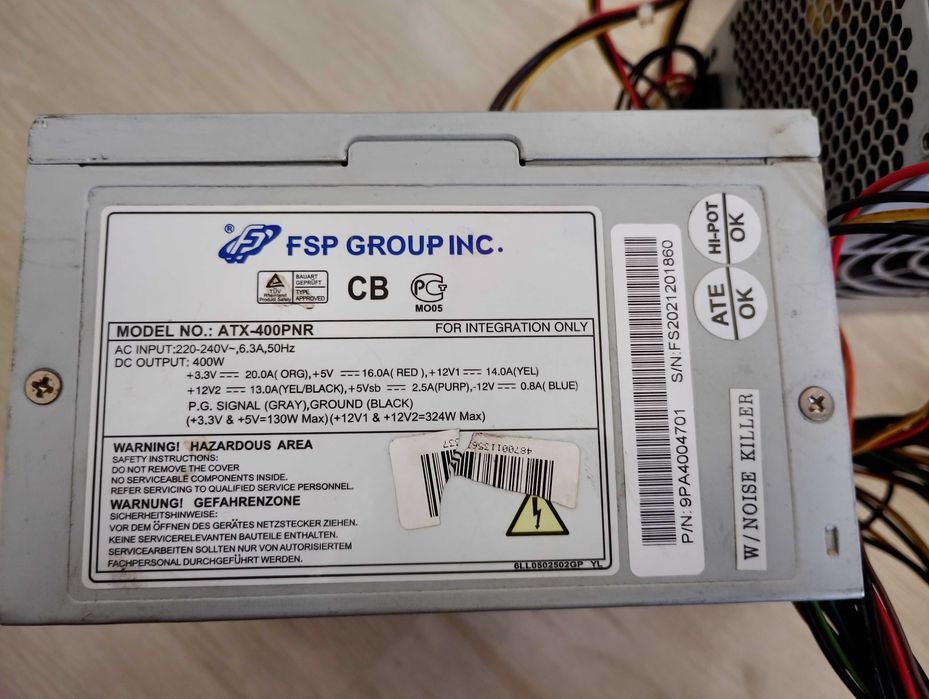 ® FSP GROUP INC.
TÜV Rheinland Product Safety
BAUART GEPRÜFT
TYPE APPROVED
CB
PCT
MO05
MODEL NO.: ATX-400PNR FOR INTEGRATION ONLY
AC INPUT:220-240V~,6.3A,50Hz
DC OUTPUT: 400W
+3.3V ⎓ 20.0A( ORG),+5V ⎓ 16.0A( RED ),+12V1 ⎓ 14.0A(YEL)
+12V2 ⎓ 13.0A(YEL/BLACK),+5Vsb ⎓ 2.5A(PURP),-12V ⎓ 0.8A( BLUE)
P.G. SIGNAL (GRAY),GROUND (BLACK)
(+3.3V & +5V=130W Max)(+12V1 & +12V2=324W Max)
WARNING! HAZARDOUS AREA
SAFETY INSTRUCTIONS:
DO NOT REMOVE THE COVER
NO SERVICEABLE COMPONENTS INSIDE.
REFER SERVICING TO QUALIFIED SERVICE PERSONNEL.
WARNUNG! GEFAHRENZONE
SICHERHEITSHINWEIS:
VOR DEM ÖFFNEN DES GERÄTES NETZSTECKER ZIEHEN.
KEINE SERVICERELEVANTEN BAUTEILE ENTHALTEN.
SERVICEARBEITEN SOLLTEN NUR VON AUTORISIERTEM
FACHPERSONAL DURCHGEFÜHRT WERDEN.
6LL0502502GP YL
P/N: 9PA4004701 S/N:FS2021201860
HI-POT OK
ATE OK
W/NOISE KILLER